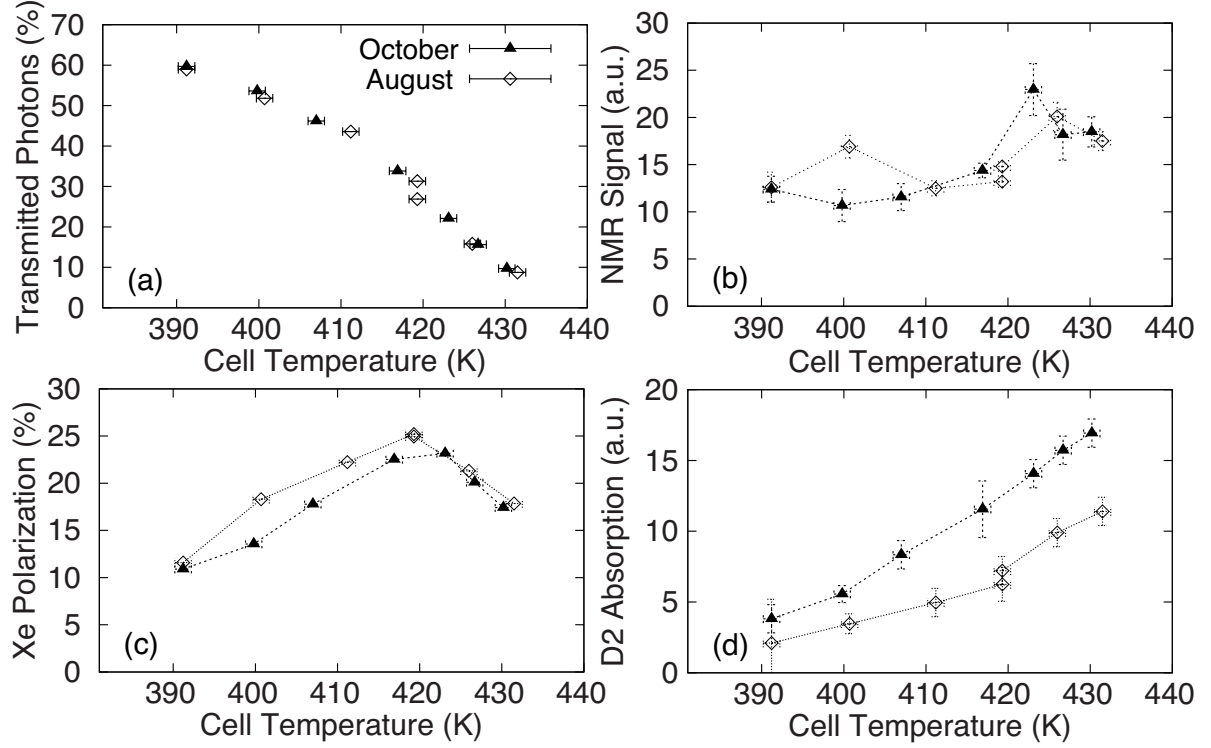 Transmitted Photons (%)
70
60
50
40
30
20
10
0
October
August
(a)
390 400 410 420 430 440
Cell Temperature (K)
NMR Signal (a.u.)
30
25
20
15
10
5
0
(b)
390 400 410 420 430 440
Cell Temperature (K)
Xe Polarization (%)
30
25
20
15
10
5
0
(c)
390 400 410 420 430 440
Cell Temperature (K)
D2 Absorption (a.u.)
20
15
10
5
0
(d)
390 400 410 420 430 440
Cell Temperature (K)